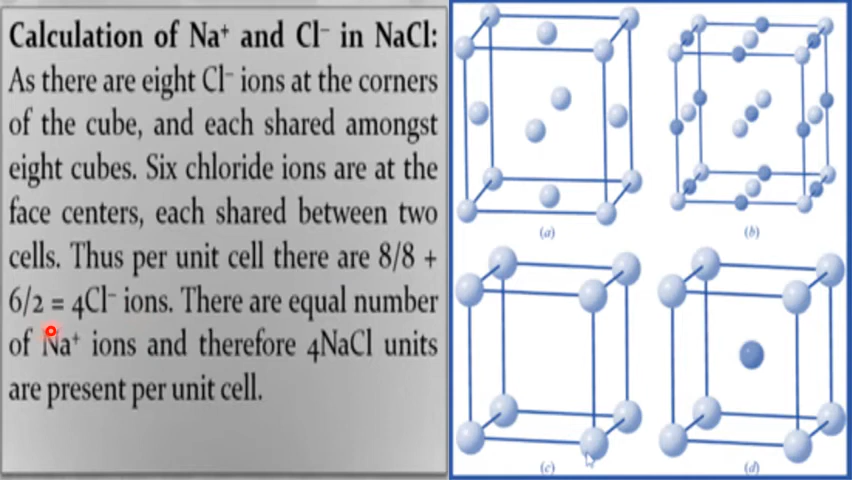 Calculation of Na⁺ and Cl⁻ in NaCl:
As there are eight Cl⁻ ions at the corners
of the cube, and each shared amongst
eight cubes. Six chloride ions are at the
face centers, each shared between two
cells. Thus per unit cell there are 8/8 +
6/2 = 4Cl⁻ ions. There are equal number
of Na⁺ ions and therefore 4NaCl units
are present per unit cell.
(a)
(b)
(c)
(d)